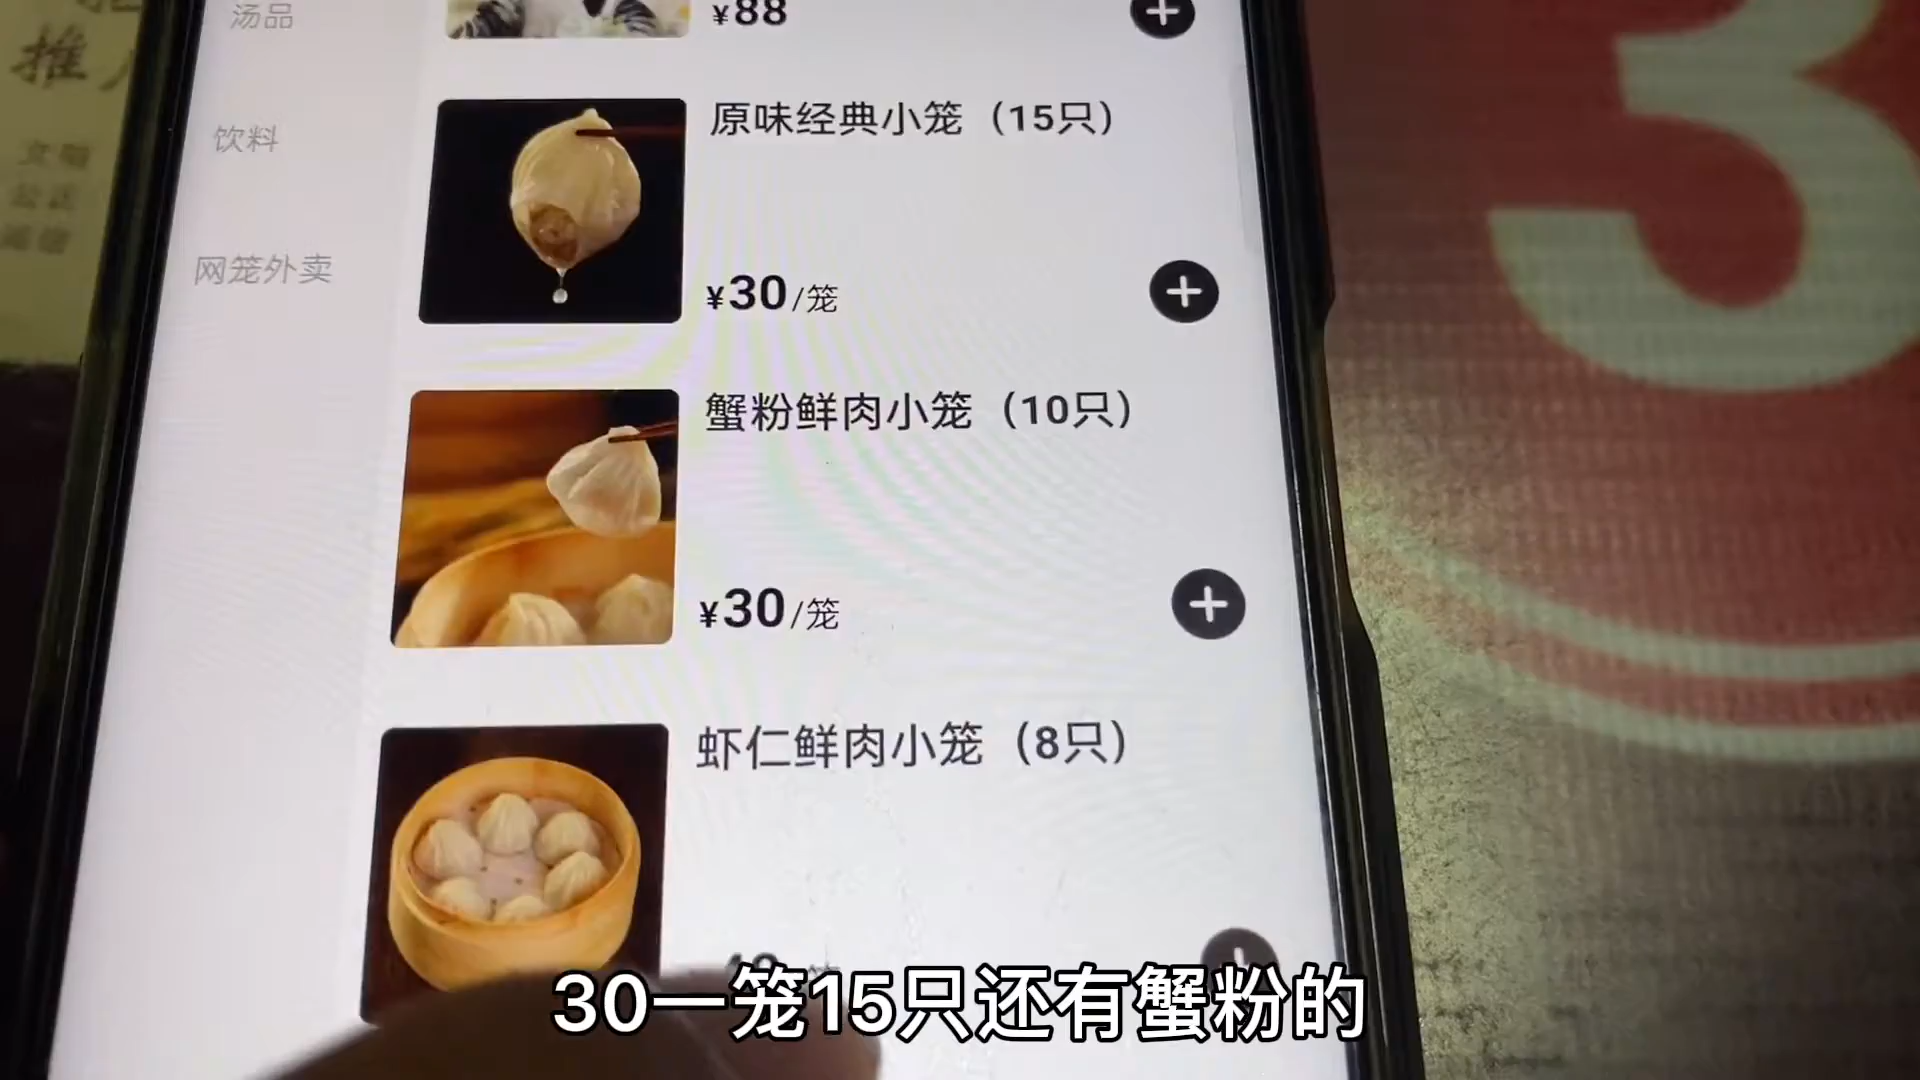 汤品
¥88
推
饮料
原味经典小笼（15只）
¥30/笼
网笼外卖
蟹粉鲜肉小笼（10只）
¥30/笼
虾仁鲜肉小笼（8只）
30一笼15只还有蟹粉的
3